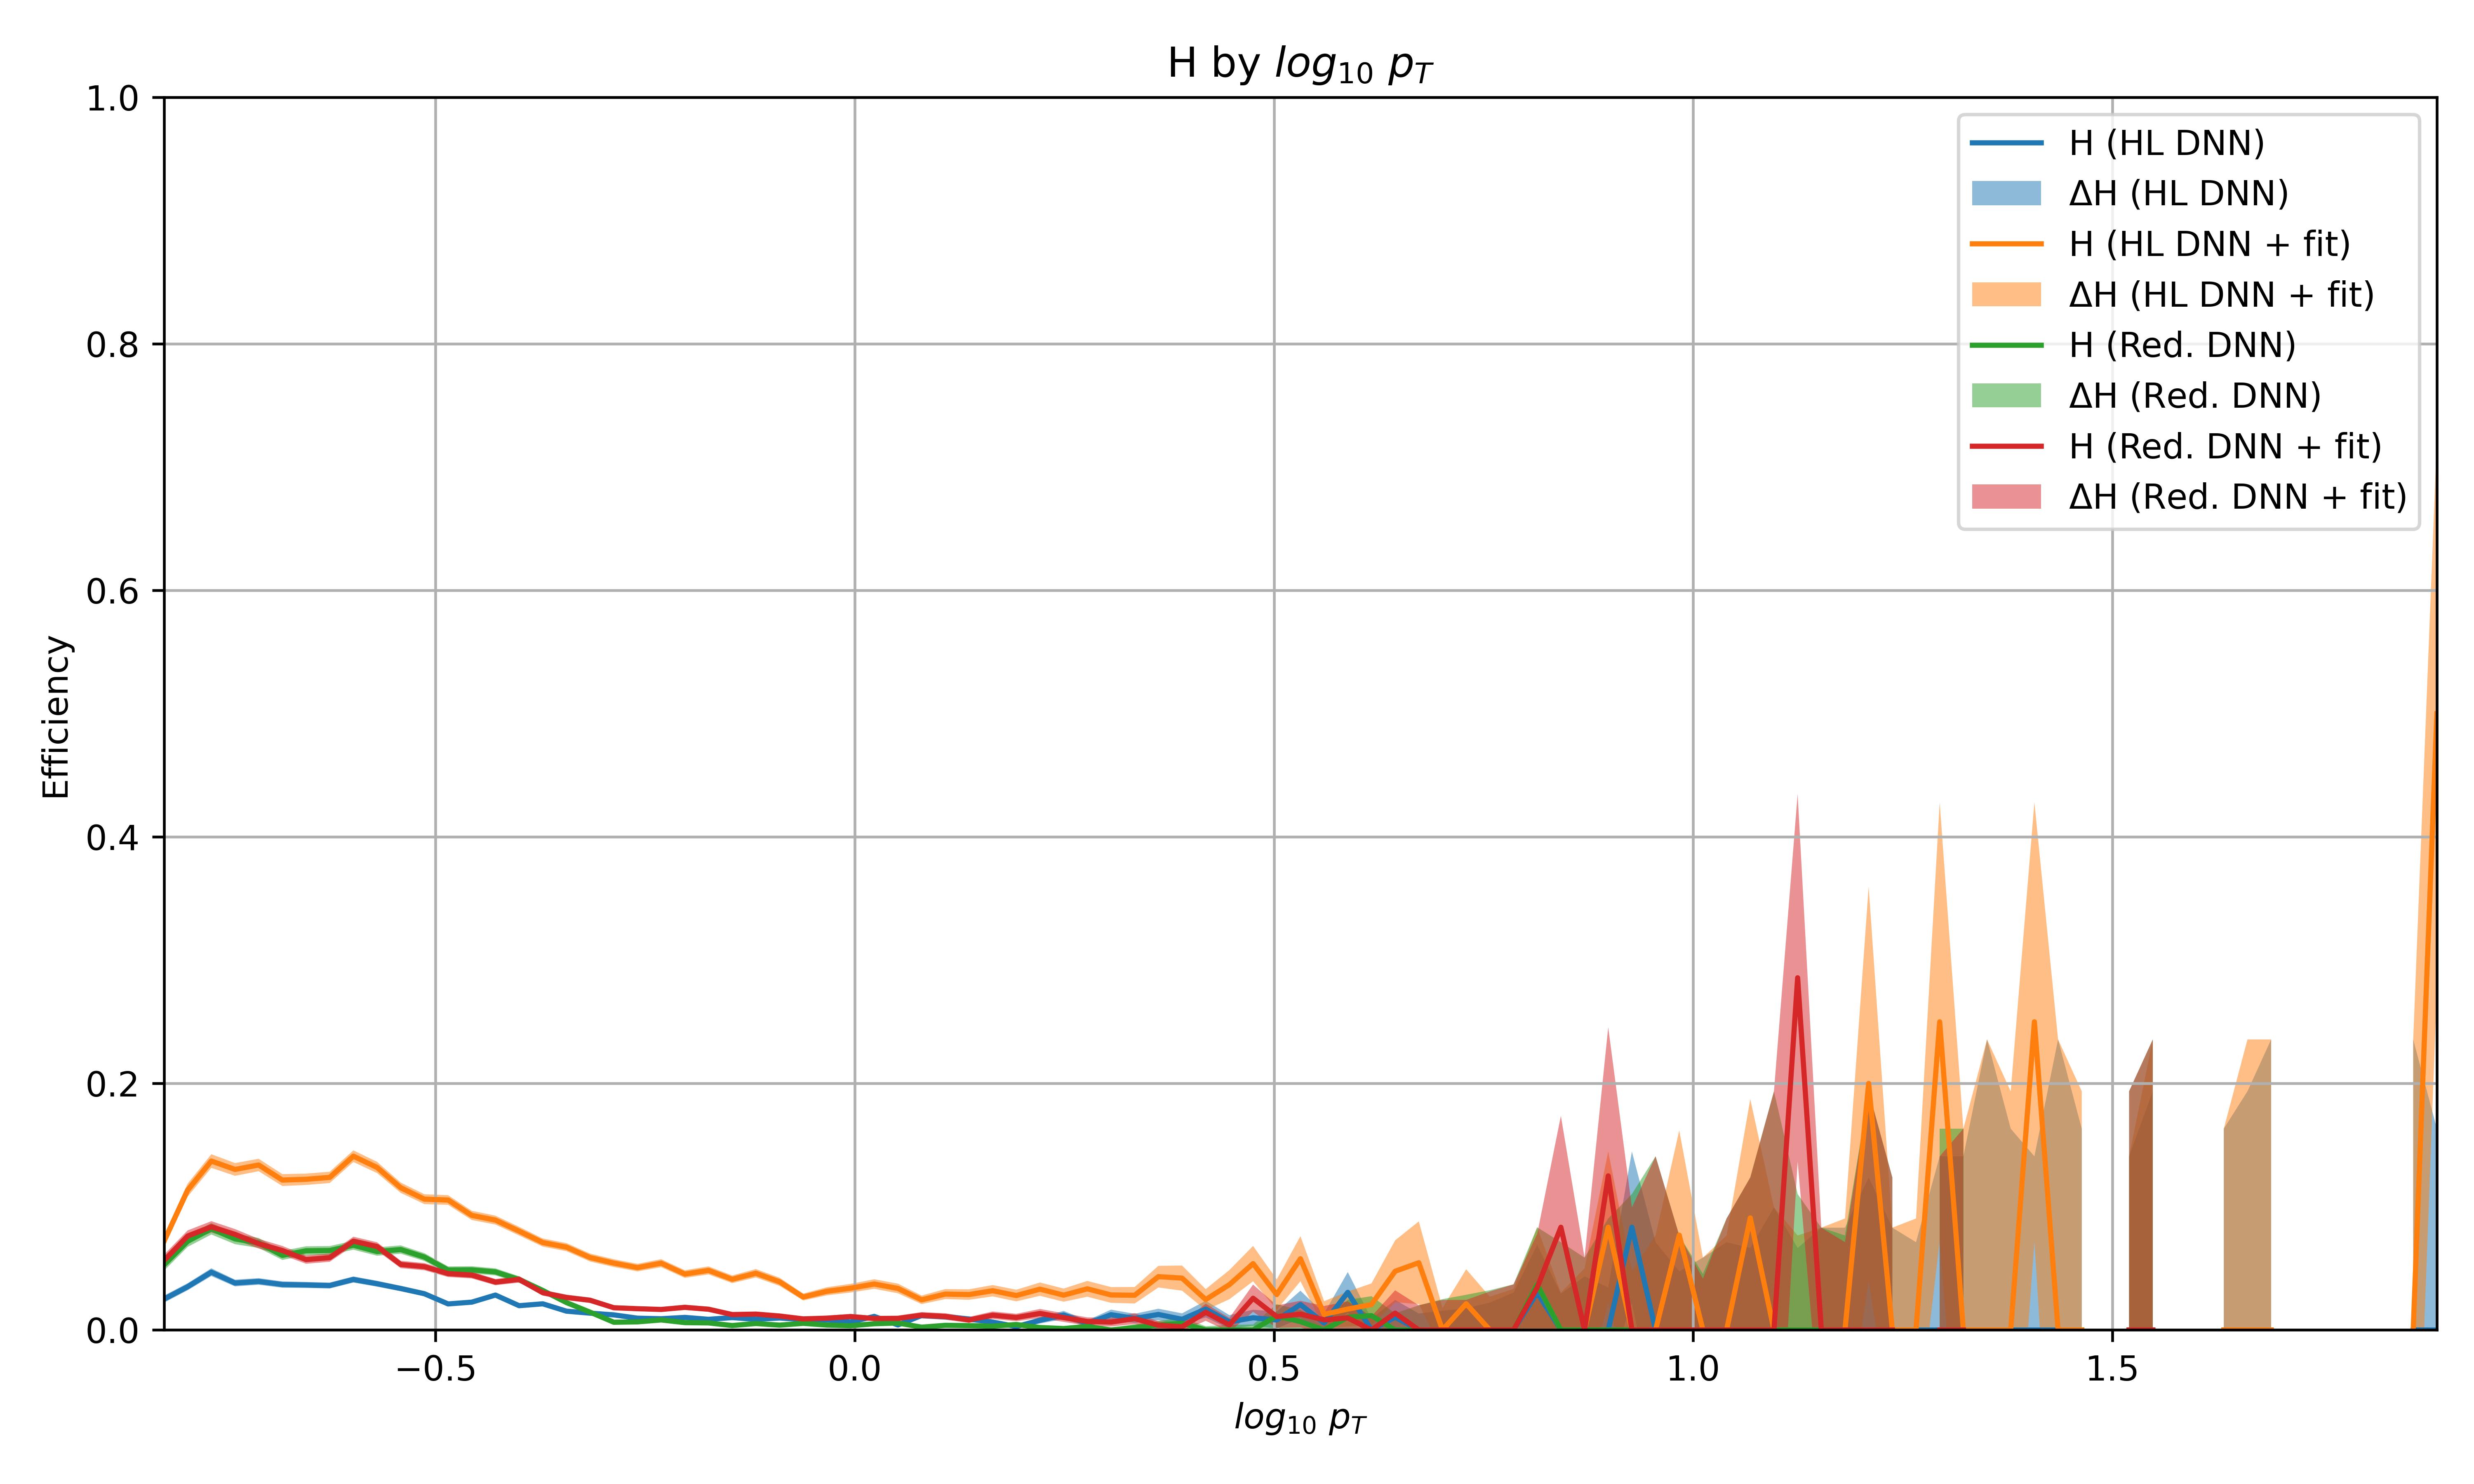 H by log₁₀ p_T
Efficiency
1.0
0.8
0.6
0.4
0.2
0.0
−0.5
0.0
0.5
1.0
1.5
log₁₀ p_T
H (HL DNN)
ΔH (HL DNN)
H (HL DNN + fit)
ΔH (HL DNN + fit)
H (Red. DNN)
ΔH (Red. DNN)
H (Red. DNN + fit)
ΔH (Red. DNN + fit)